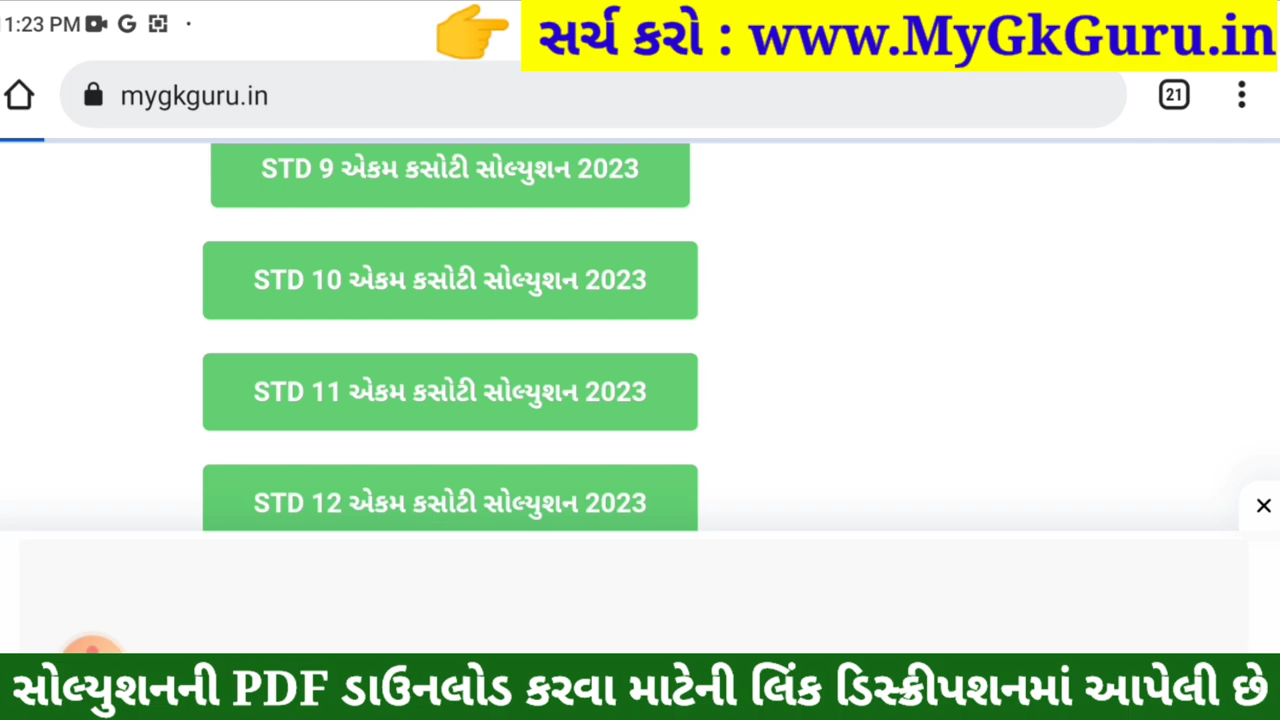 11:23 PM
સર્ચ કરો : www.MyGkGuru.in
mygkguru.in
21
STD 9 એકમ કસોટી સોલ્યુશન 2023
STD 10 એકમ કસોટી સોલ્યુશન 2023
STD 11 એકમ કસોટી સોલ્યુશન 2023
STD 12 એકમ કસોટી સોલ્યુશન 2023
સોલ્યુશનની PDF ડાઉનલોડ કરવા માટેની લિંક ડિસ્ક્રીપશનમાં આપેલી છે